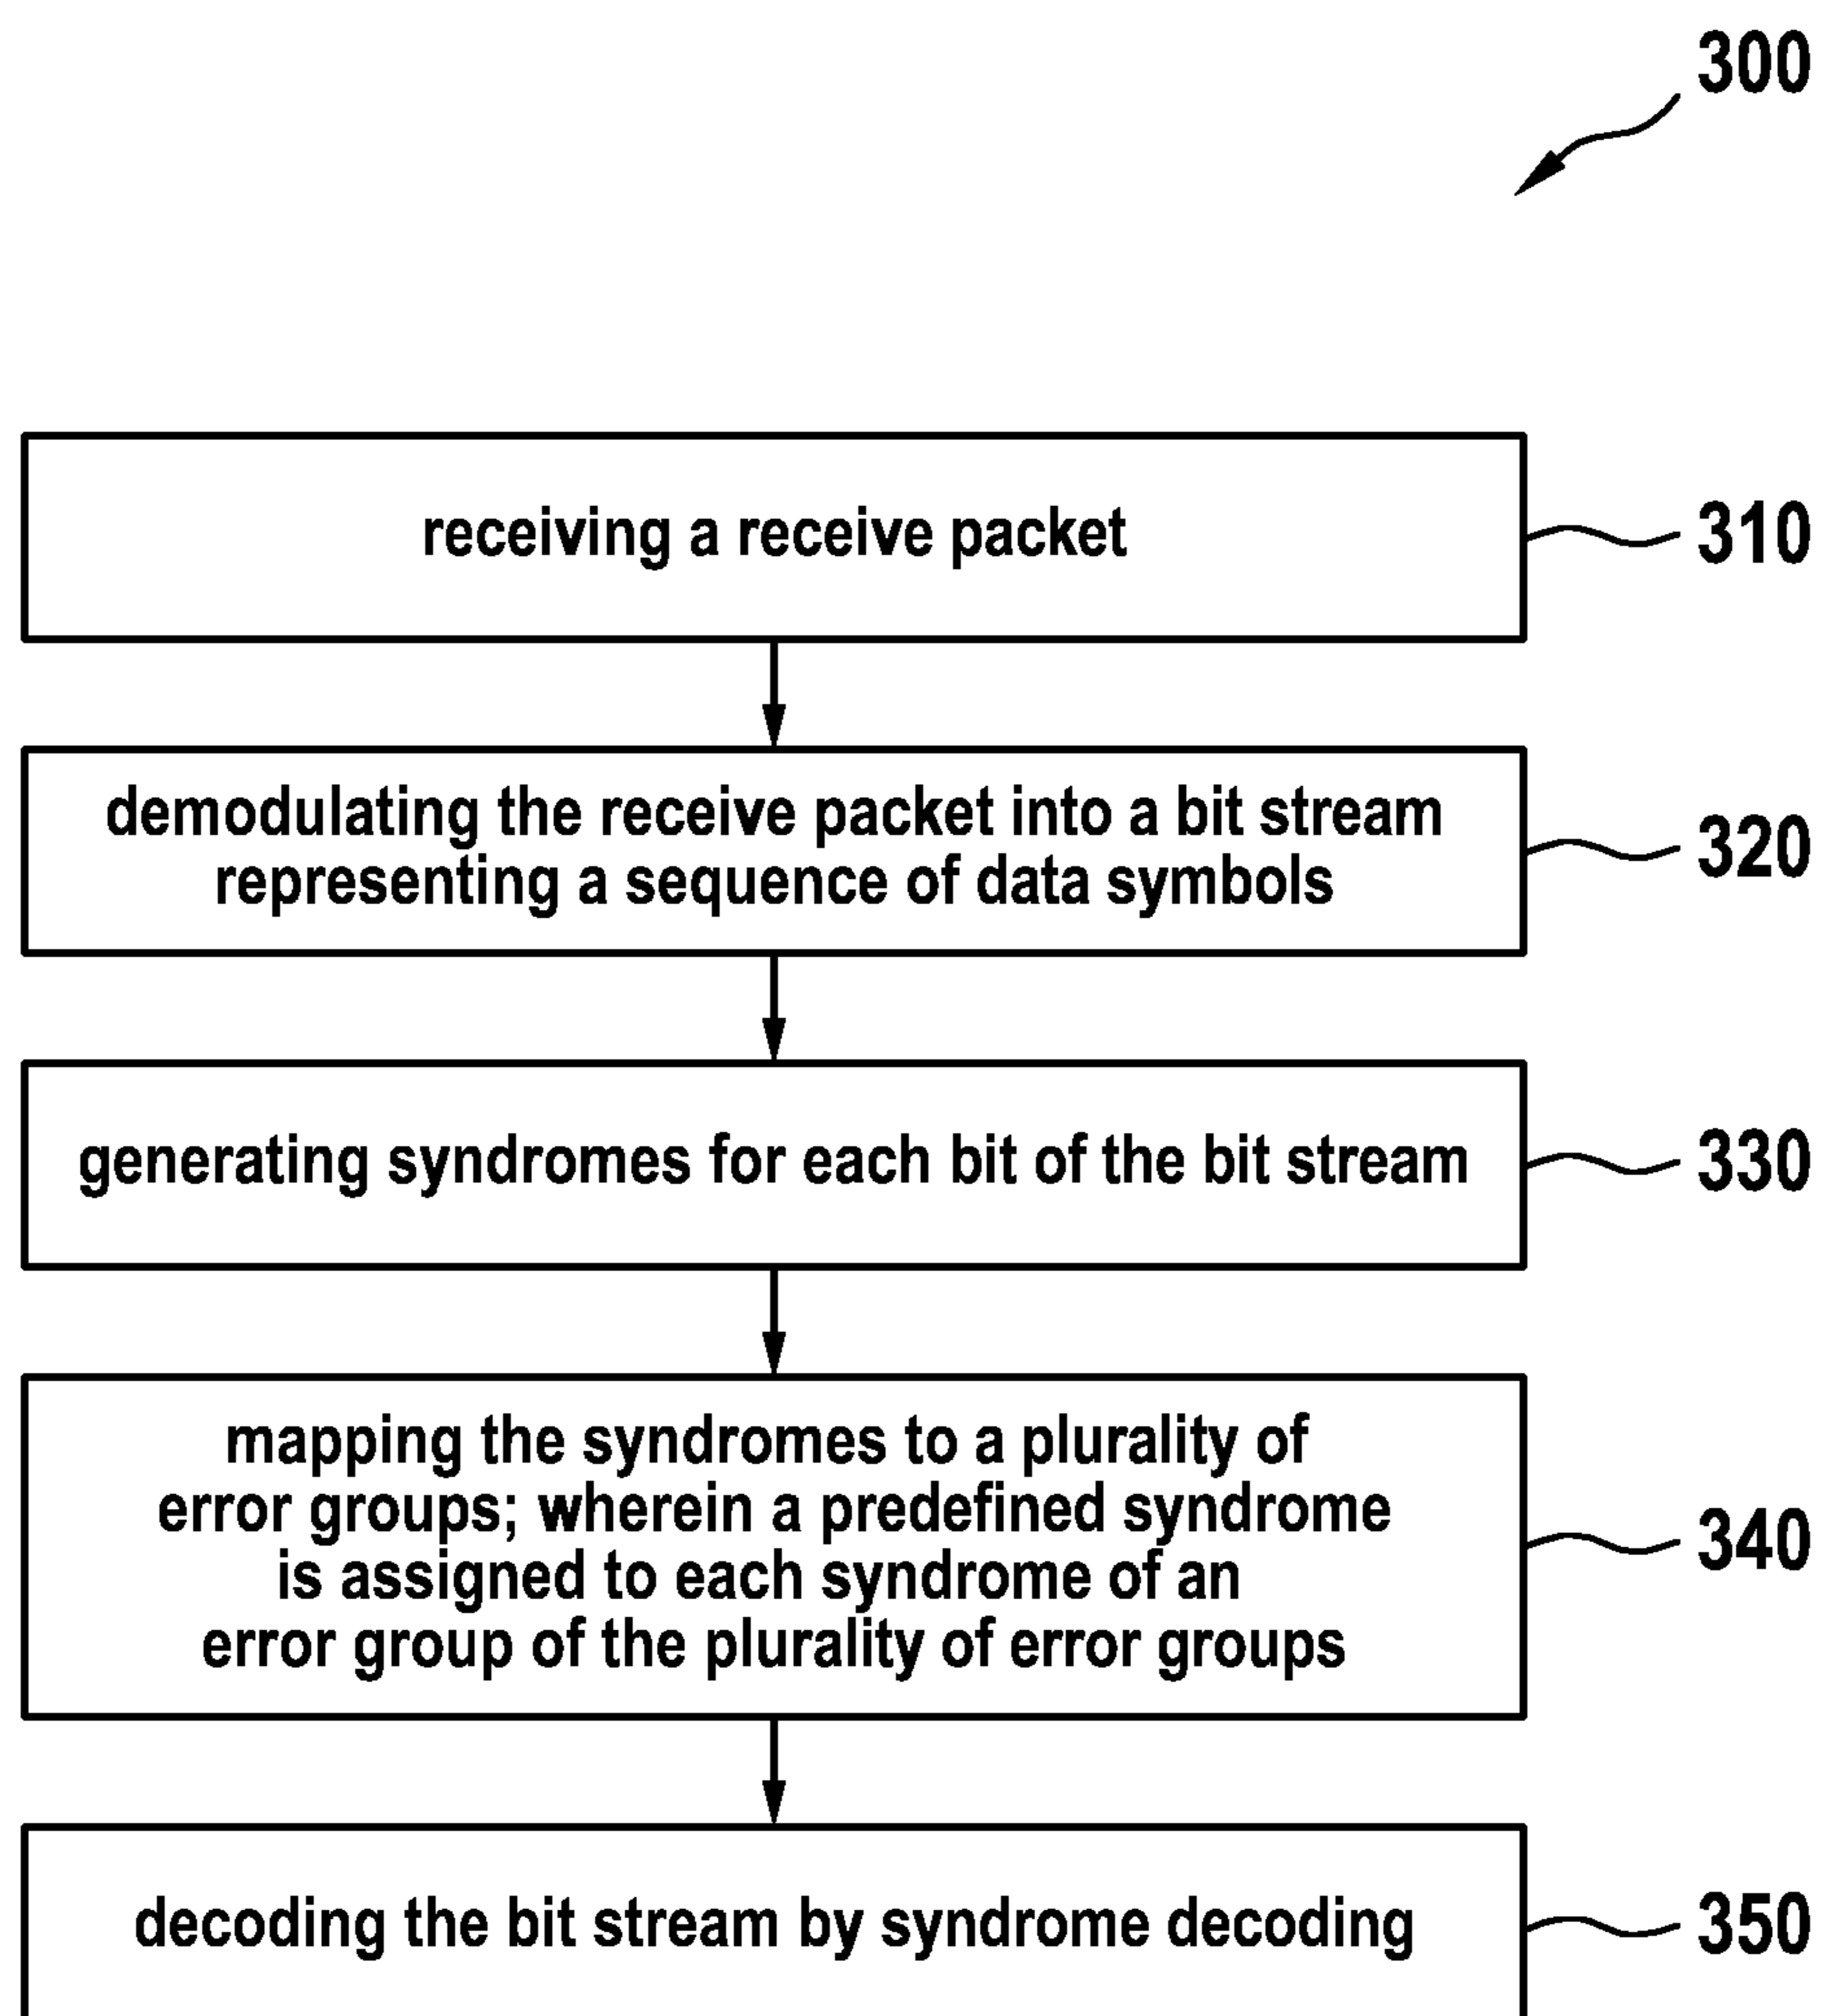 300
receiving a receive packet
310
demodulating the receive packet into a bit stream
representing a sequence of data symbols
320
generating syndromes for each bit of the bit stream
330
mapping the syndromes to a plurality of
error groups; wherein a predefined syndrome
is assigned to each syndrome of an
error group of the plurality of error groups
340
decoding the bit stream by syndrome decoding
350